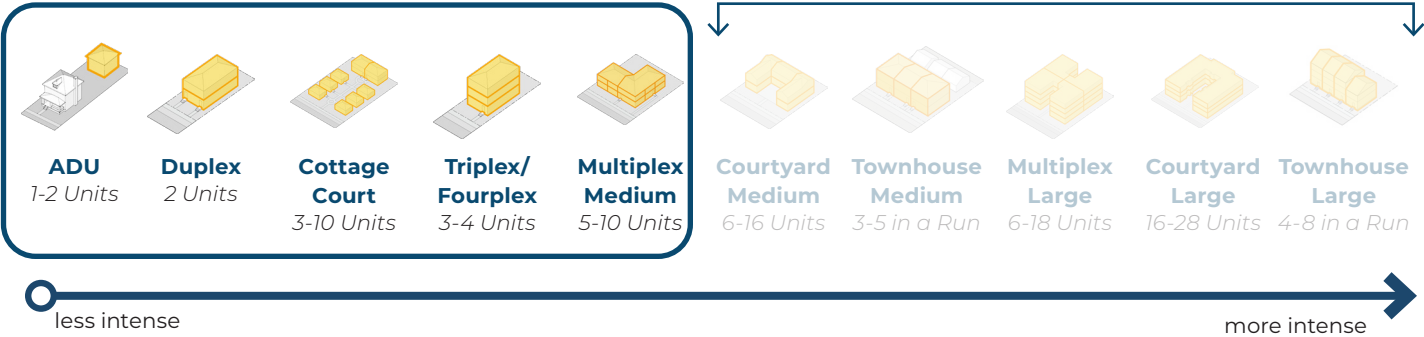 ADU
1-2 Units
Duplex
2 Units
Cottage
Court
3-10 Units
Triplex/
Fourplex
3-4 Units
Multiplex
Medium
5-10 Units
Courtyard
Medium
6-16 Units
Townhouse
Medium
3-5 in a Run
Multiplex
Large
6-18 Units
Courtyard
Large
16-28 Units
Townhouse
Large
4-8 in a Run
less intense
more intense